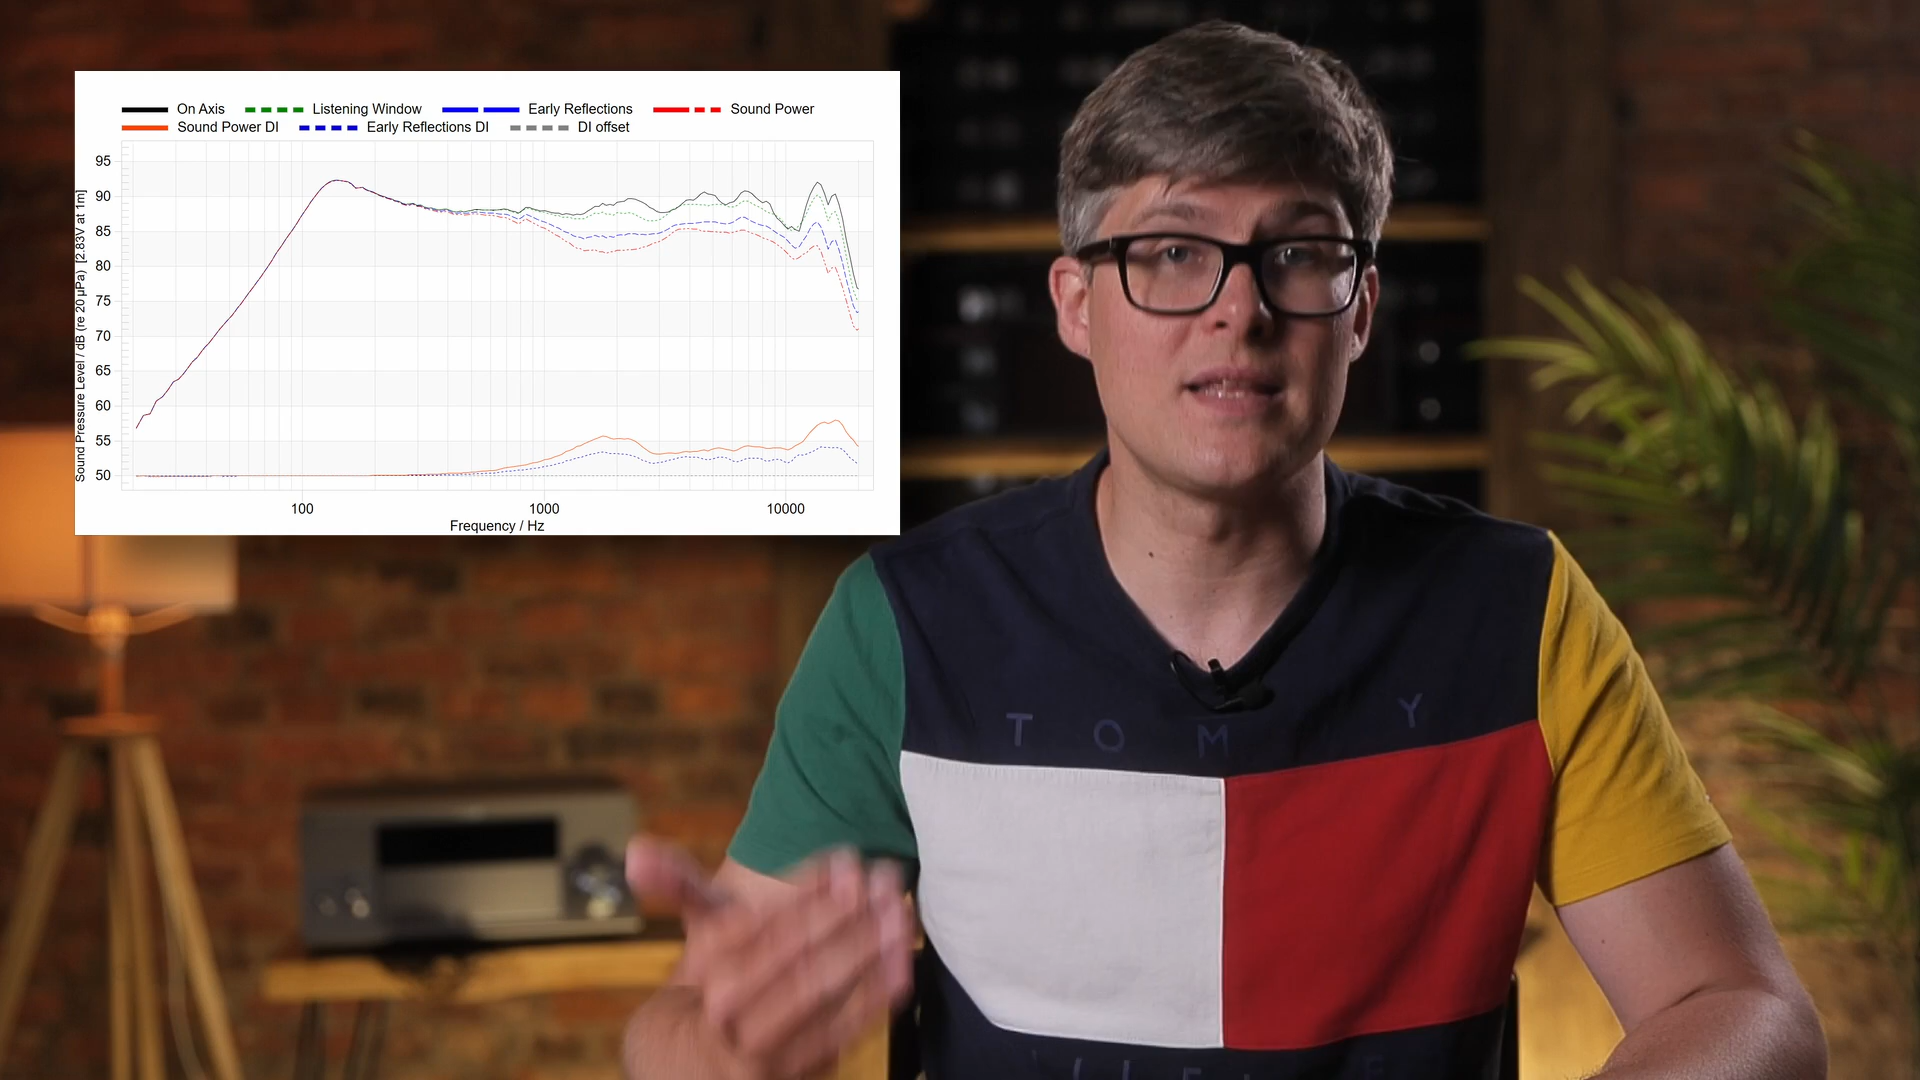 On Axis Listening Window Early Reflections Sound Power
Sound Power DI Early Reflections DI DI offset
Sound Pressure Level / dB (re 20 µPa) [2.83V at 1m]
95
90
85
80
75
70
65
60
55
50
100 1000 10000
Frequency / Hz
TOMMY